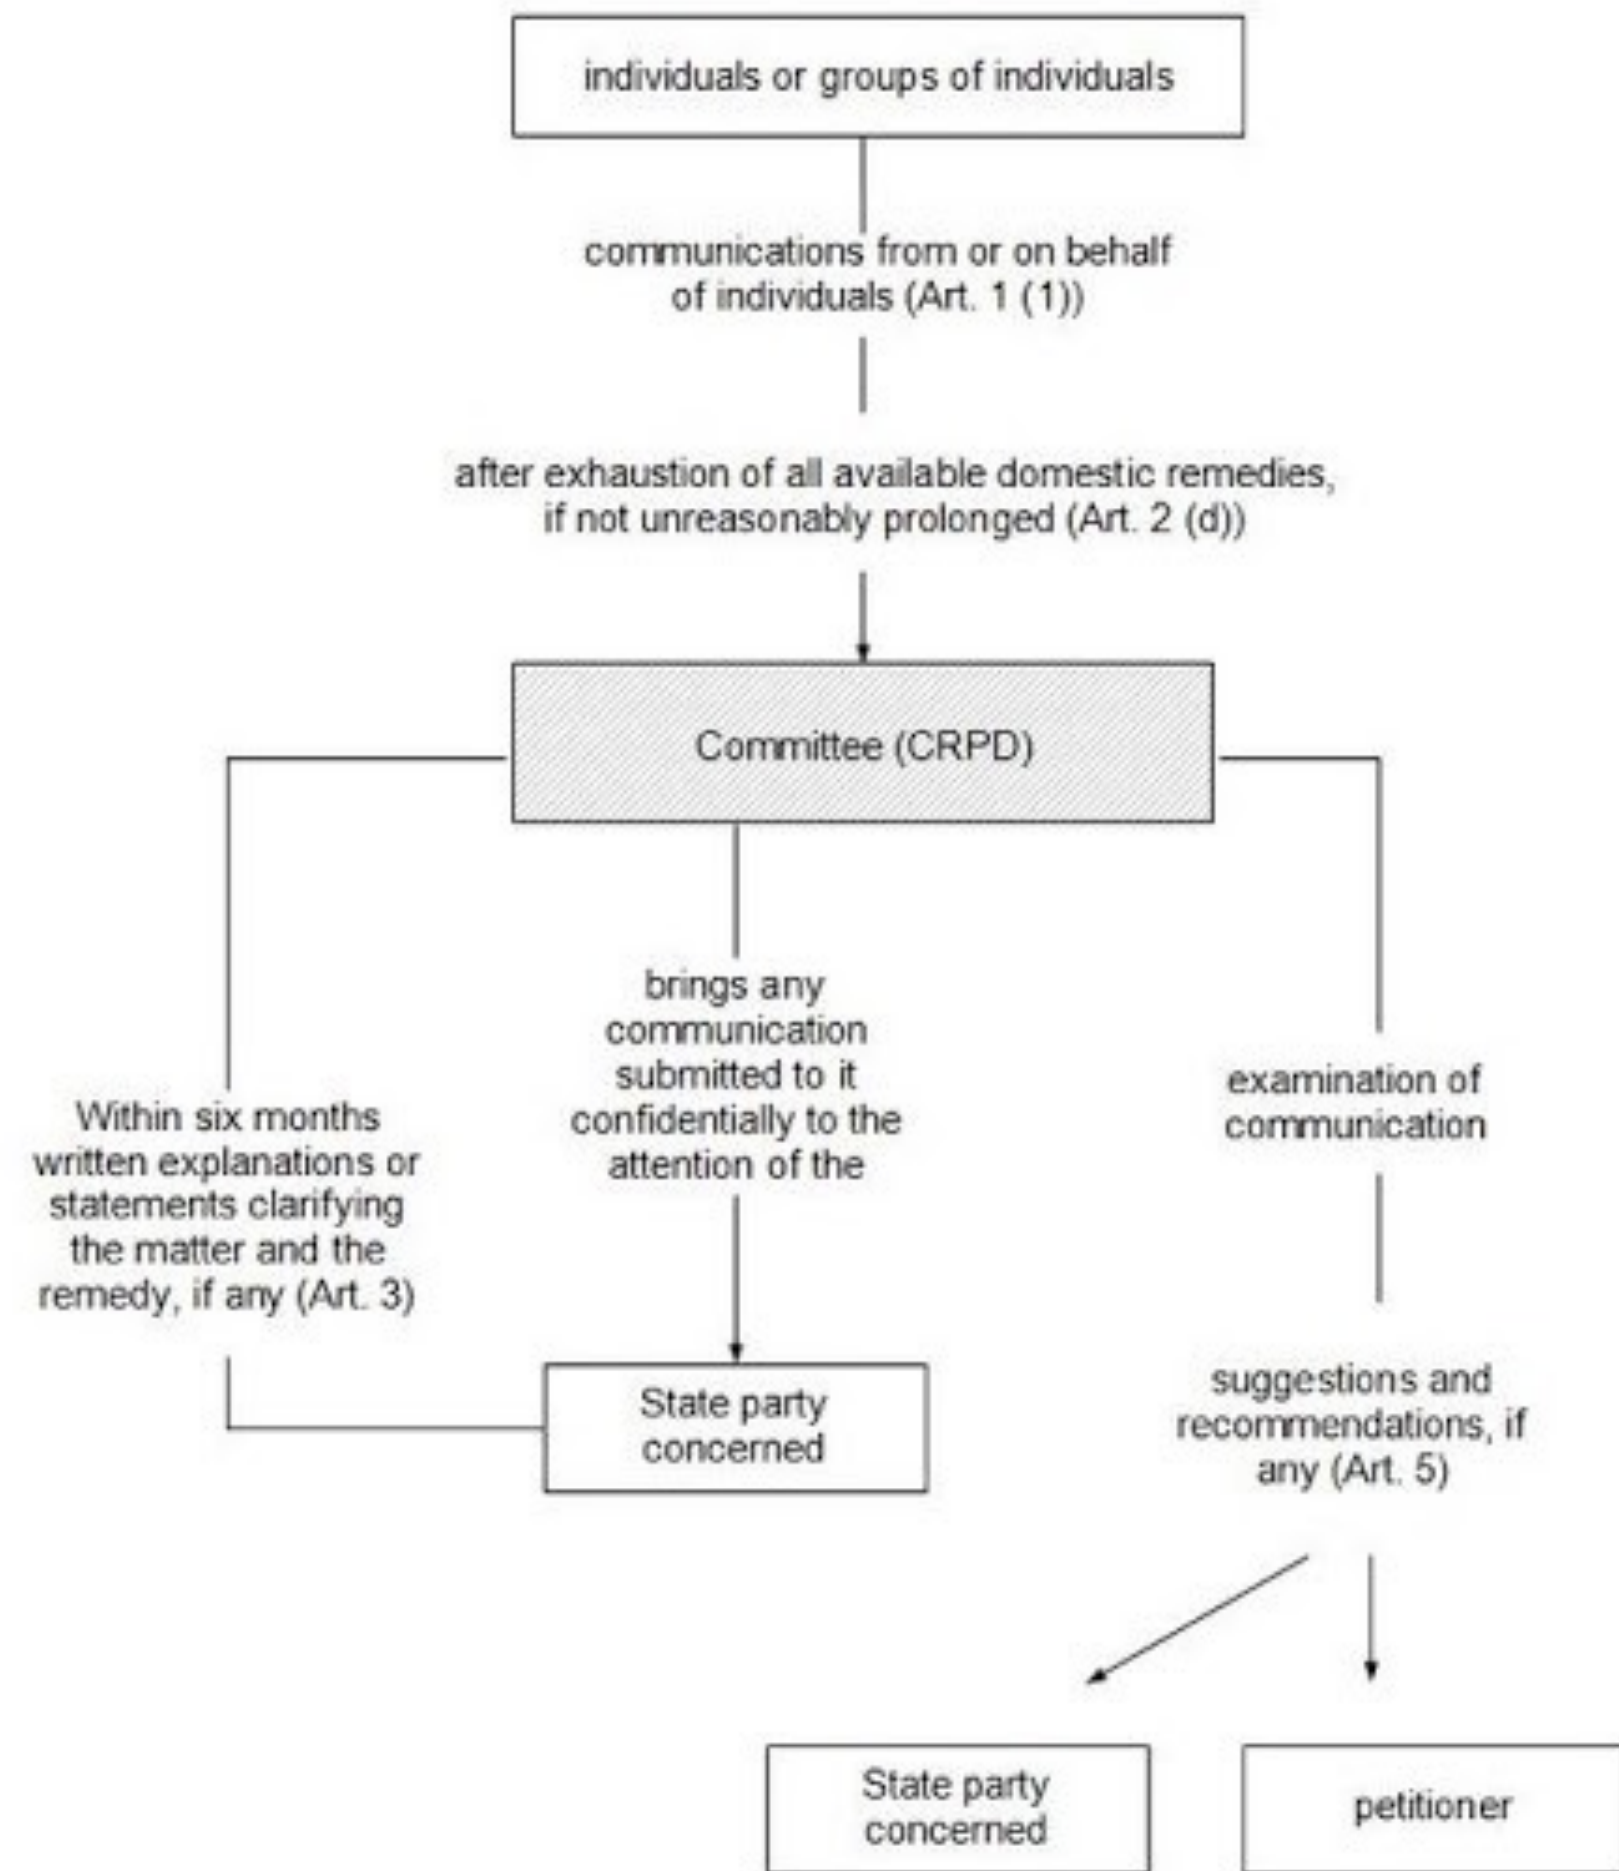 individuals or groups of individuals
communications from or on behalf
of individuals (Art. 1 (1))
after exhaustion of all available domestic remedies,
if not unreasonably prolonged (Art. 2 (d))
Committee (CRPD)
Within six months
written explanations or
statements clarifying
the matter and the
remedy, if any (Art. 3)
brings any
communication
submitted to it
confidentially to the
attention of the
State party
concerned
examination of
communication
suggestions and
recommendations, if
any (Art. 5)
State party
concerned
petitioner